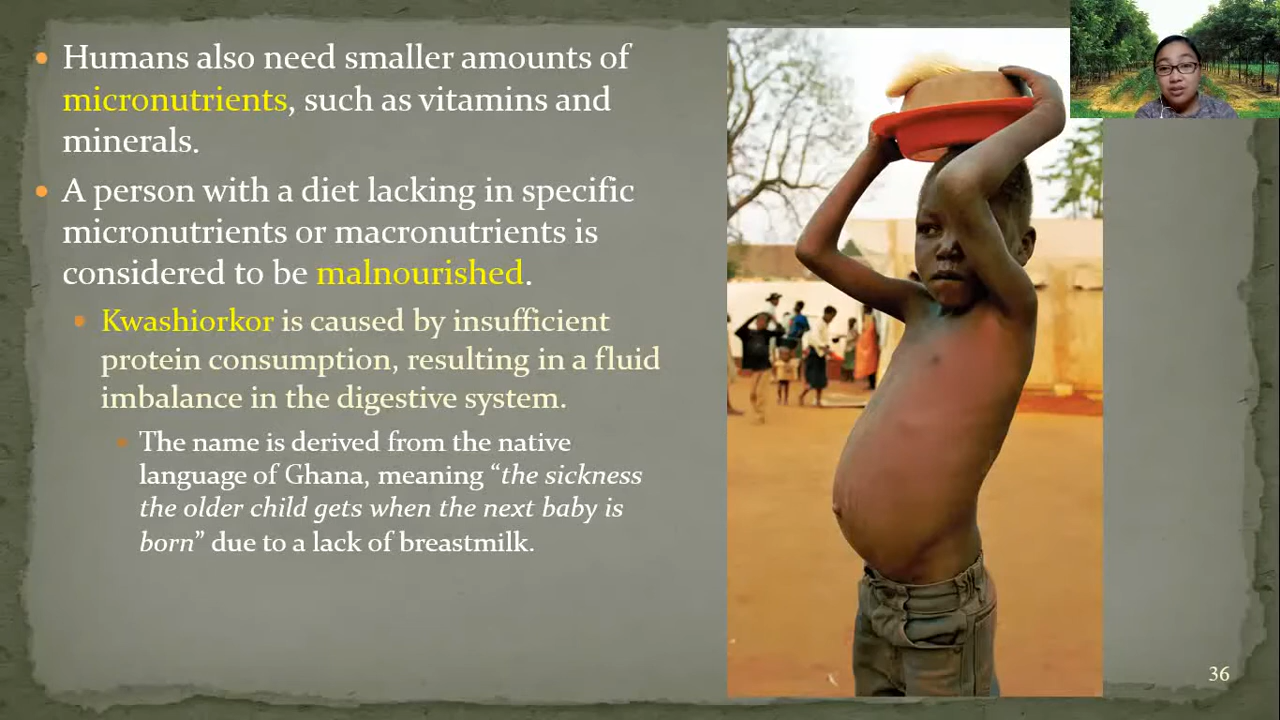 Humans also need smaller amounts of
micronutrients, such as vitamins and
minerals.
A person with a diet lacking in specific
micronutrients or macronutrients is
considered to be malnourished.
Kwashiorkor is caused by insufficient
protein consumption, resulting in a fluid
imbalance in the digestive system.
The name is derived from the native
language of Ghana, meaning “the sickness
the older child gets when the next baby is
born” due to a lack of breastmilk.
36